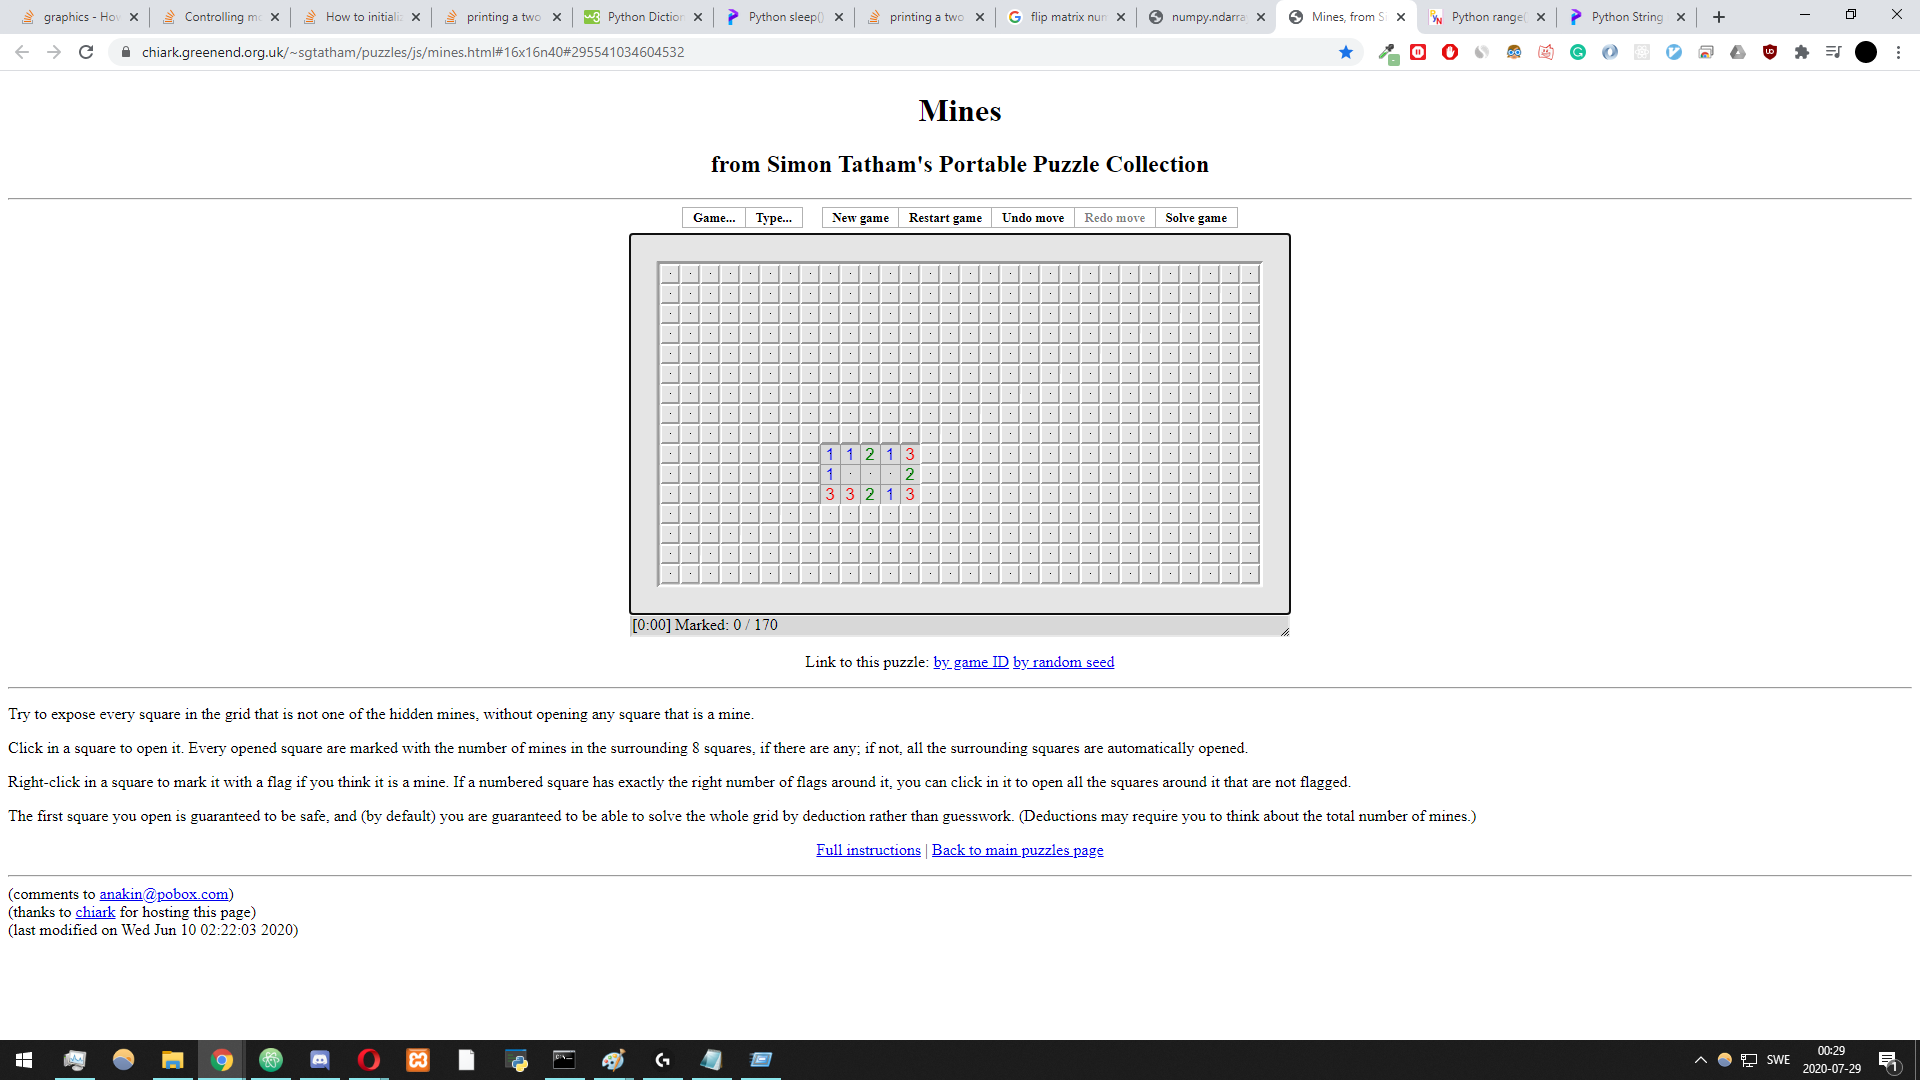 graphics - Hov
Controlling mo
How to initializ
printing a two
Python Diction
Python sleep()
printing a two
flip matrix num
numpy.ndarra
Mines, from Si
Python range(
Python String
chiark.greenend.org.uk/~sgtatham/puzzles/js/mines.html#16x16n40#295541034604532
Mines
from Simon Tatham's Portable Puzzle Collection
Game... Type... New game Restart game Undo move Redo move Solve game
1 1 2 1 3
1 2
3 3 2 1 3
[0:00] Marked: 0 / 170
Link to this puzzle: by game ID by random seed
Try to expose every square in the grid that is not one of the hidden mines, without opening any square that is a mine.
Click in a square to open it. Every opened square are marked with the number of mines in the surrounding 8 squares, if there are any; if not, all the surrounding squares are automatically opened.
Right-click in a square to mark it with a flag if you think it is a mine. If a numbered square has exactly the right number of flags around it, you can click in it to open all the squares around it that are not flagged.
The first square you open is guaranteed to be safe, and (by default) you are guaranteed to be able to solve the whole grid by deduction rather than guesswork. (Deductions may require you to think about the total number of mines.)
Full instructions | Back to main puzzles page
(comments to anakin@pobox.com)
(thanks to chiark for hosting this page)
(last modified on Wed Jun 10 02:22:03 2020)
SWE
00:29
2020-07-29
1